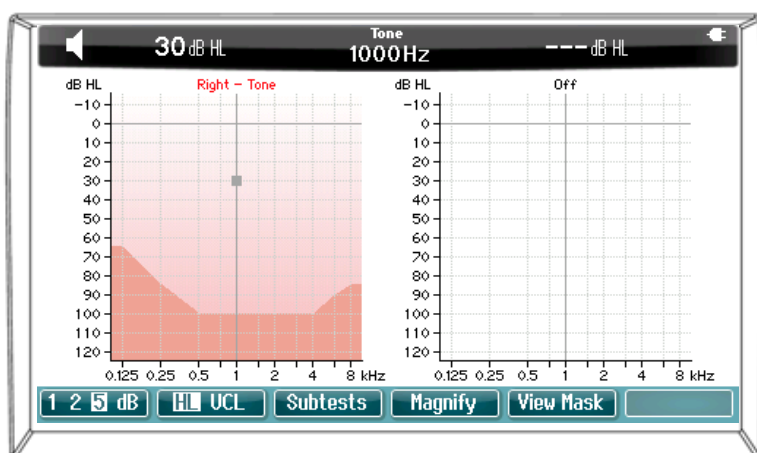 Tone
30 dB HL 1000Hz ---dB HL
dB HL Right - Tone dB HL Off
-10 -10
0 0
10 10
20 20
30 30
40 40
50 50
60 60
70 70
80 80
90 90
100 100
110 110
120 120
0.125 0.25 0.5 1 2 4 8 kHz 0.125 0.25 0.5 1 2 4 8 kHz
1 2 5 dB HL UCL Subtests Magnify View Mask